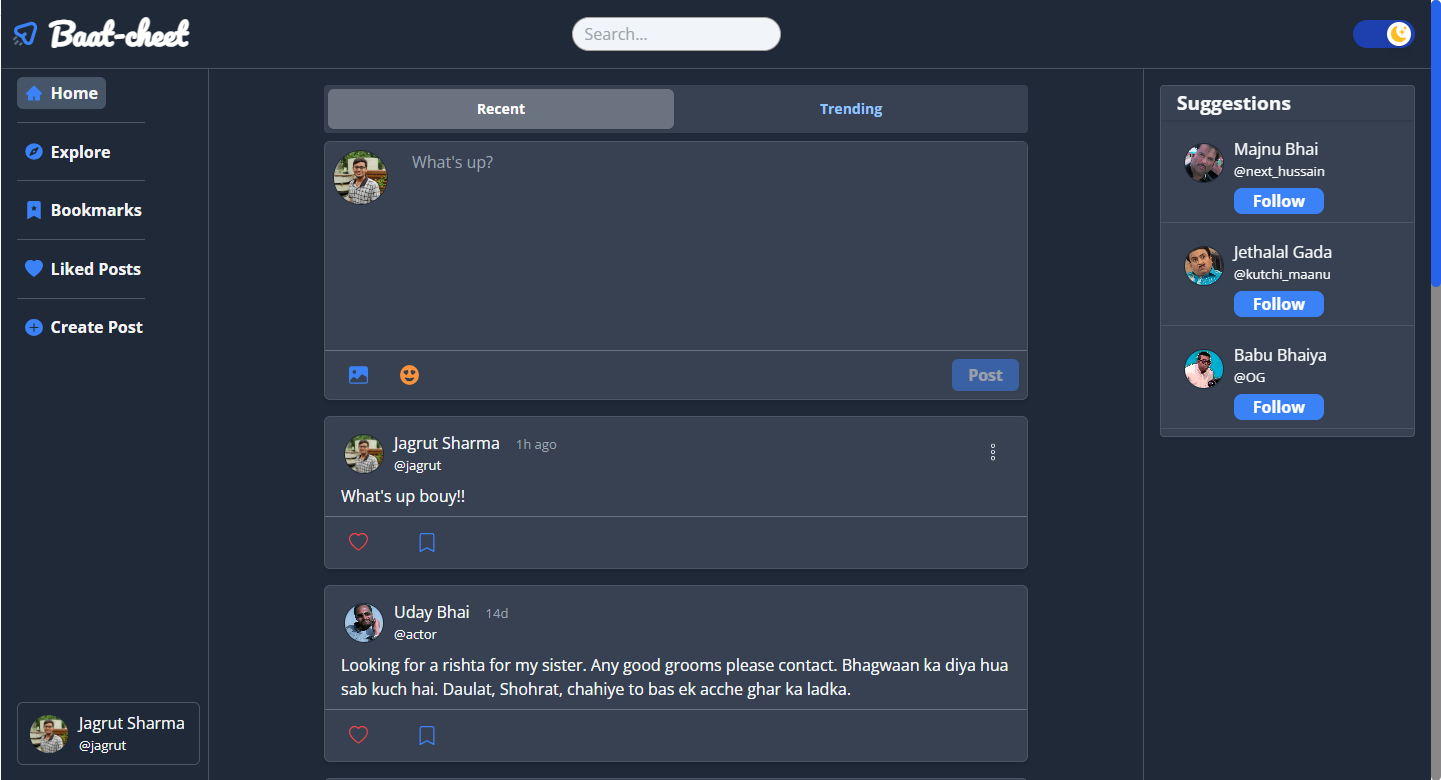 Baat-cheet
Search...
Home
Explore
Bookmarks
Liked Posts
Create Post
Jagrut Sharma
@jagrut
Recent
Trending
What's up?
Post
Jagrut Sharma 1h ago
@jagrut
What's up bouy!!
Uday Bhai 14d
@actor
Looking for a rishta for my sister. Any good grooms please contact. Bhagwaan ka diya hua
sab kuch hai. Daulat, Shohrat, chahiye to bas ek acche ghar ka ladka.
Suggestions
Majnu Bhai
@next_hussain
Follow
Jethalal Gada
@kutchi_maanu
Follow
Babu Bhaiya
@OG
Follow